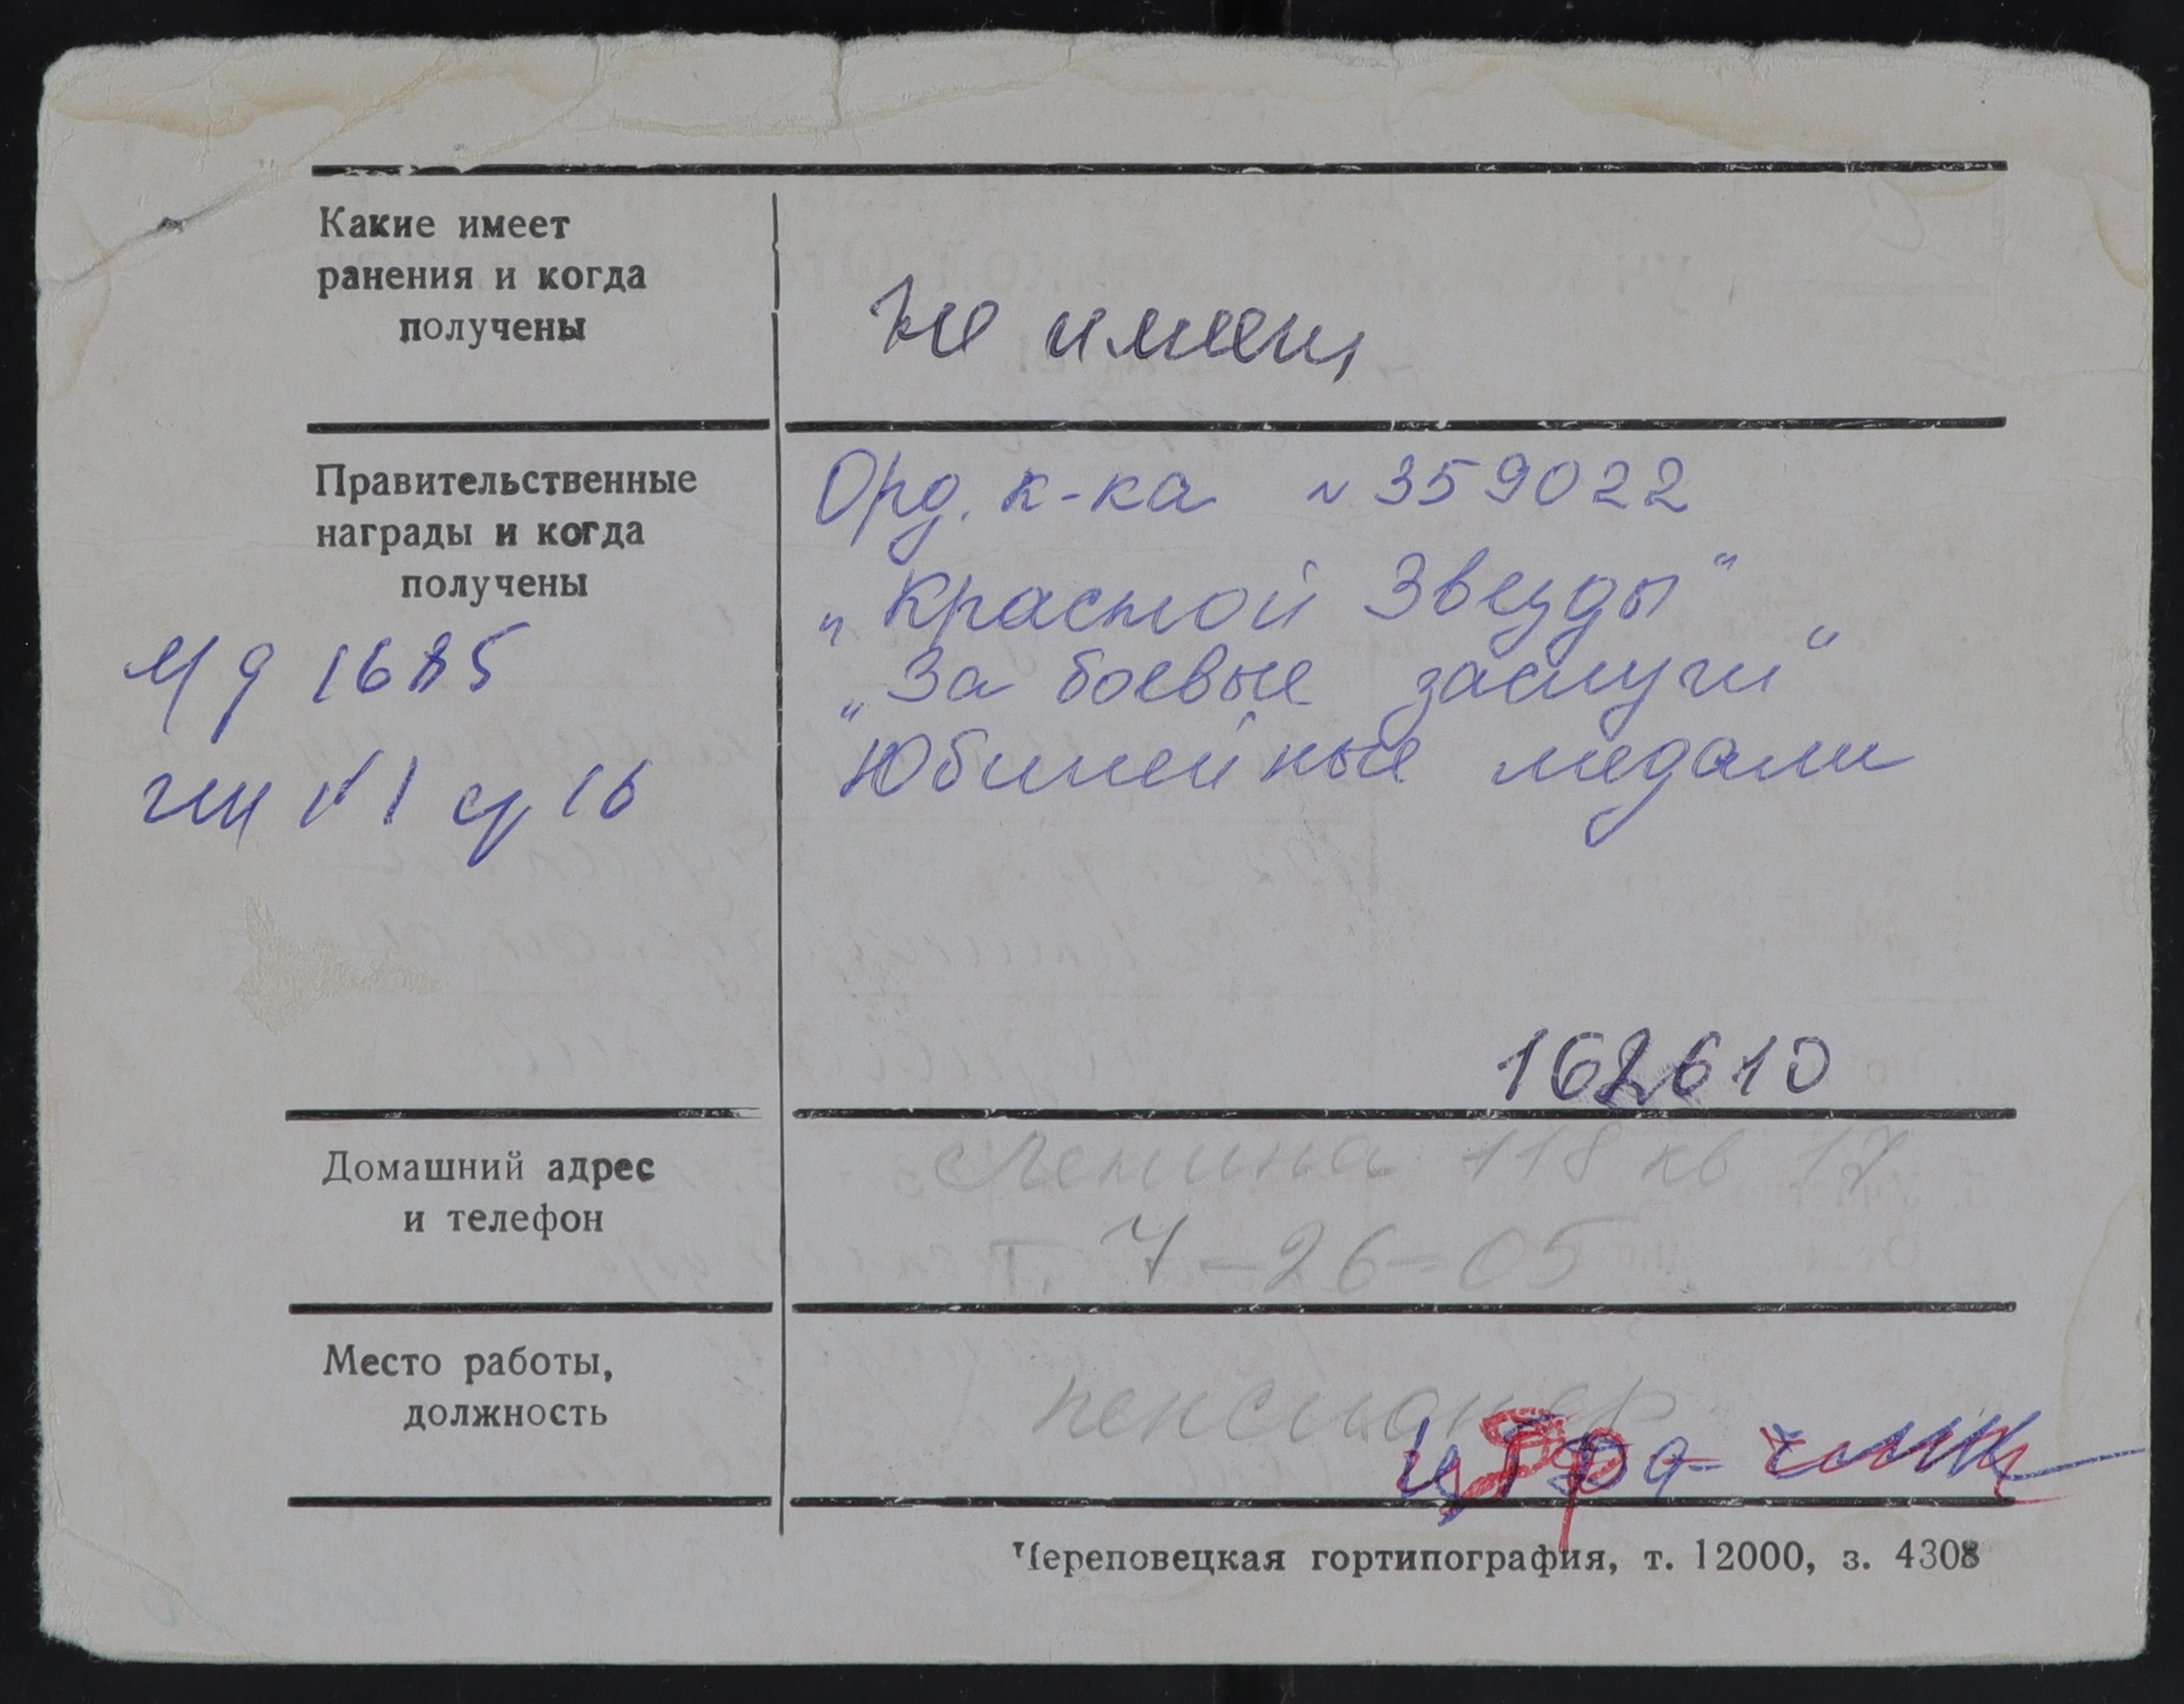 Какие имеет
ранения и когда
получены
Не имеет
Правительственные
награды и когда
получены
Орд. к-ка № 359022
„Красной Звезды“
„За боевые заслуги“
Юбилейные медали
162610
Домашний адрес
и телефон
Ленина 118 кв 17
т. 7-26-05
Место работы,
должность
пенсионер
Череповецкая гортипография, т. 12000, з. 4308